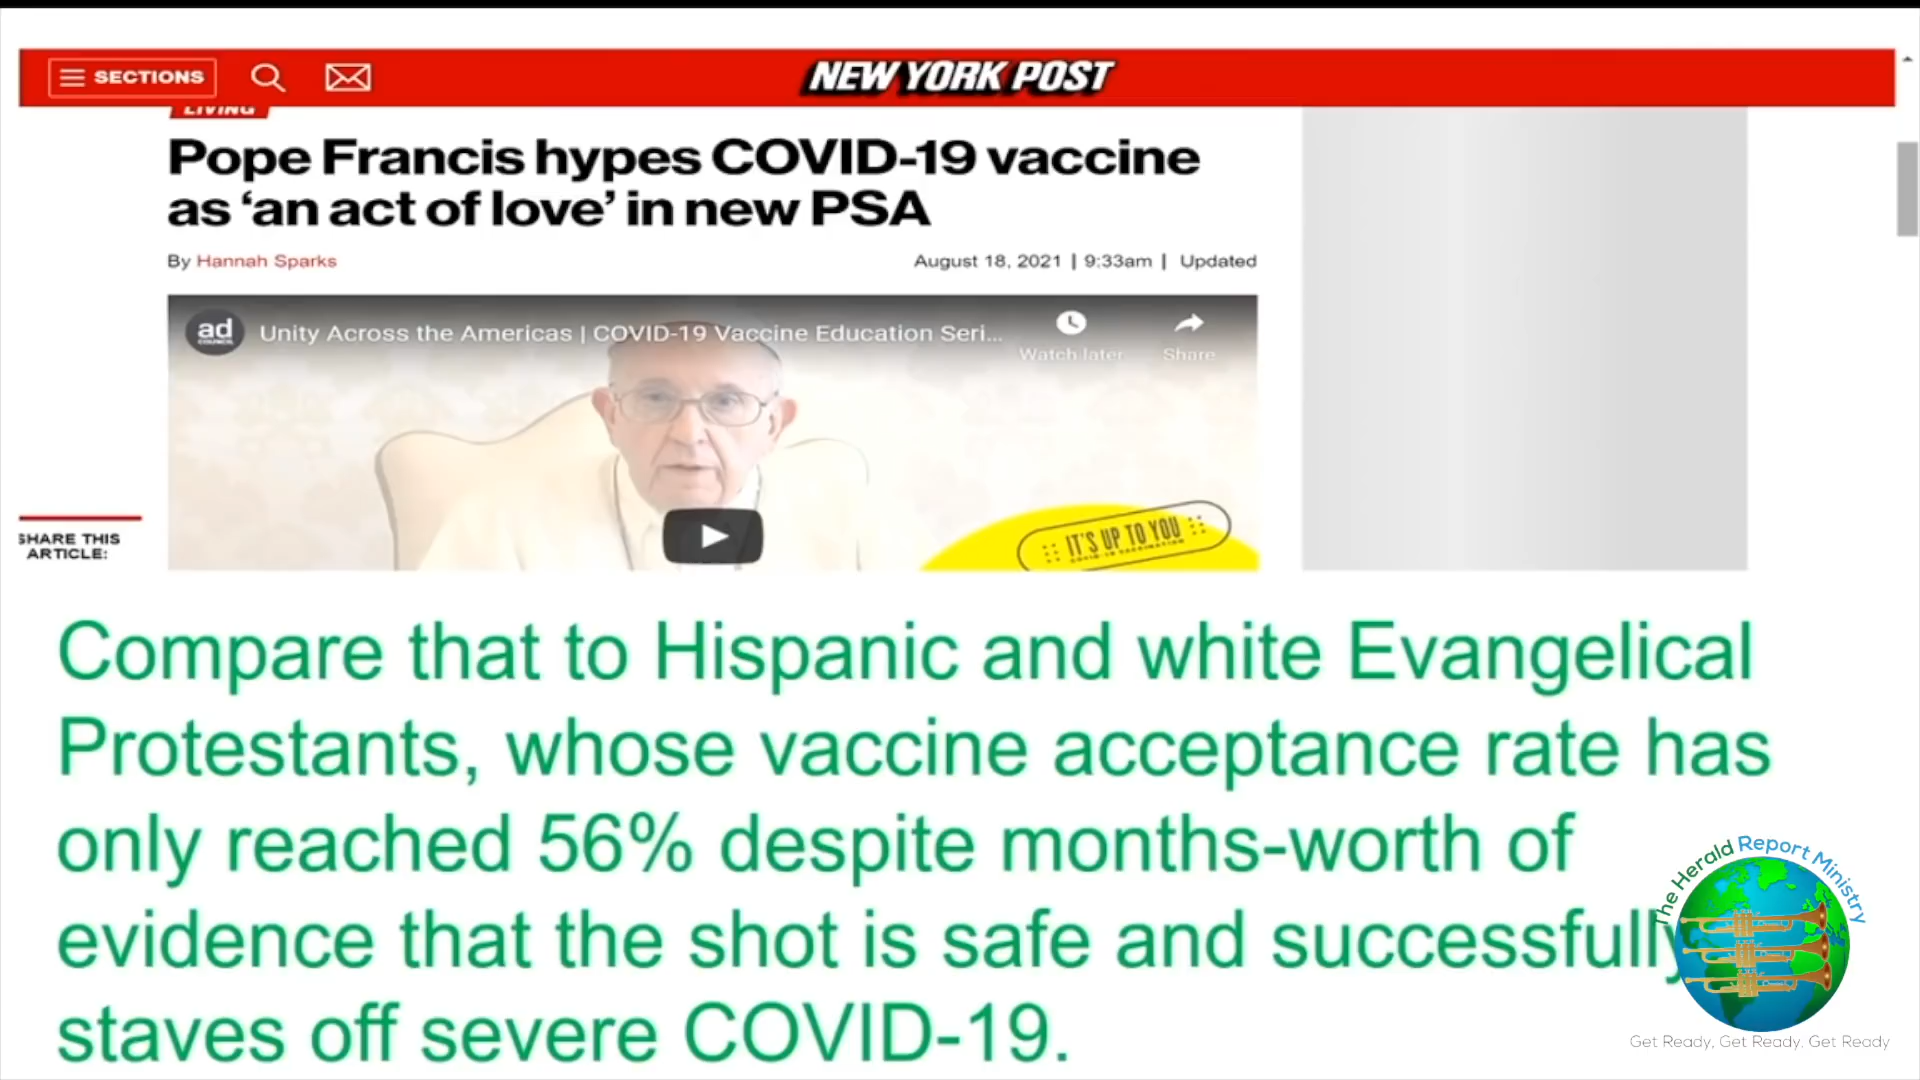 SECTIONS
NEW YORK POST
LIVING
Pope Francis hypes COVID-19 vaccine
as ‘an act of love’ in new PSA
By Hannah Sparks
August 18, 2021 | 9:33am | Updated
ad
COUNCIL
Unity Across the Americas | COVID-19 Vaccine Education Seri...
Watch later
Share
IT'S UP TO YOU
COVID-19 VACCINATION
SHARE THIS
ARTICLE:
Compare that to Hispanic and white Evangelical
Protestants, whose vaccine acceptance rate has
only reached 56% despite months-worth of
evidence that the shot is safe and successfully
staves off severe COVID-19.
The Herald Report Ministry
Get Ready, Get Ready. Get Ready